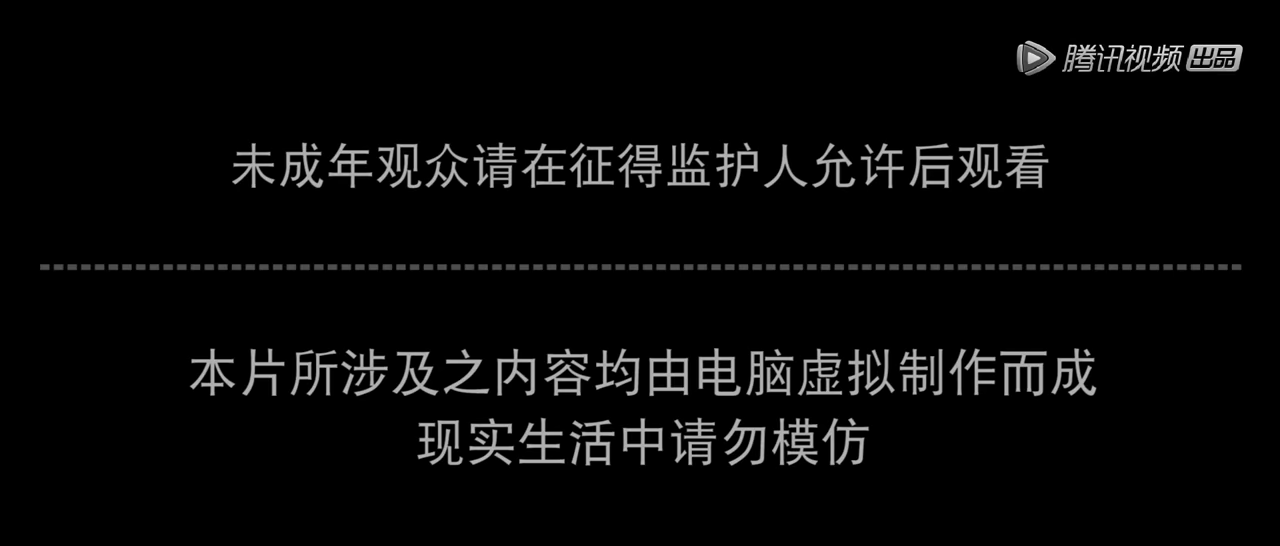 腾讯视频 出品
未成年观众请在征得监护人允许后观看
本片所涉及之内容均由电脑虚拟制作而成
现实生活中请勿模仿